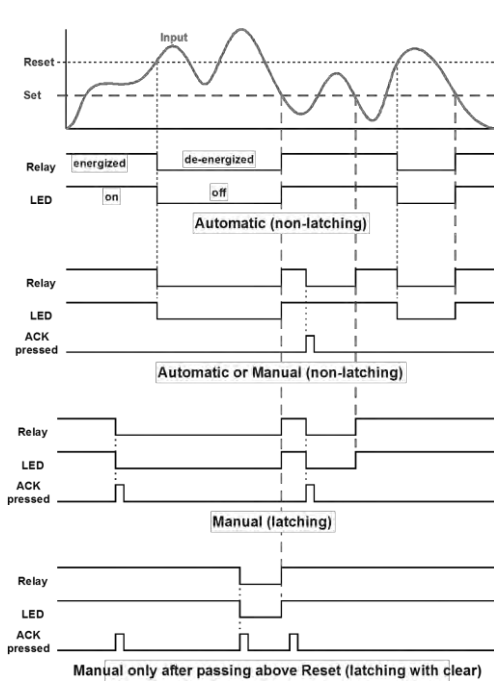 Input
Reset
Set
energized
de-energized
Relay
on
off
LED
Automatic (non-latching)
Relay
LED
ACK
pressed
Automatic or Manual (non-latching)
Relay
LED
ACK
pressed
Manual (latching)
Relay
LED
ACK
pressed
Manual only after passing above Reset (latching with clear)